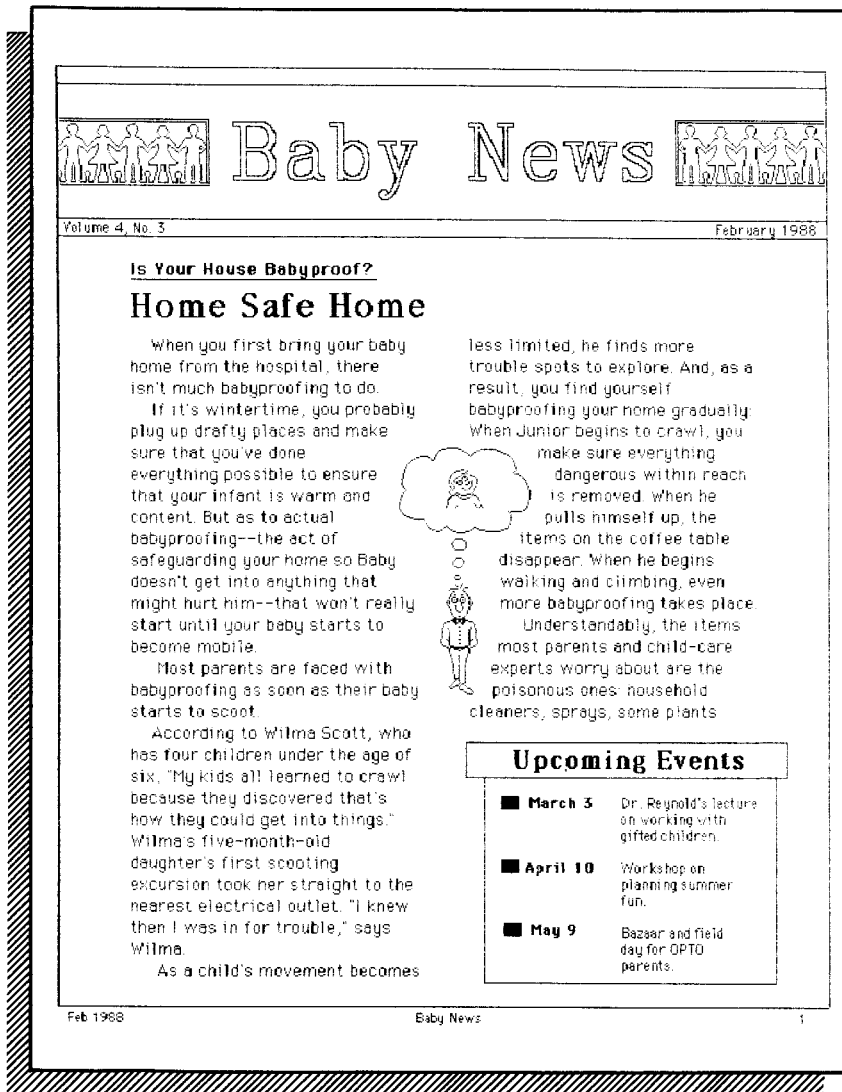 Baby News
Volume 4, No. 3
February 1988
Is Your House Babyproof?
Home Safe Home
When you first bring your baby
home from the hospital, there
isn't much babyproofing to do.
If it's wintertime, you probably
plug up drafty places and make
sure that you've done
everything possible to ensure
that your infant is warm and
content. But as to actual
babyproofing--the act of
safeguarding your home so Baby
doesn't get into anything that
might hurt him--that won't really
start until your baby starts to
become mobile.
Most parents are faced with
babyproofing as soon as their baby
starts to scoot.
According to Wilma Scott, who
has four children under the age of
six, "My kids all learned to crawl
because they discovered that's
how they could get into things."
Wilma's five-month-old
daughter's first scooting
excursion took her straight to the
nearest electrical outlet. "I knew
then I was in for trouble," says
Wilma.
As a child's movement becomes
less limited, he finds more
trouble spots to explore. And, as a
result, you find yourself
babyproofing your home gradually:
When Junior begins to crawl, you
make sure everything
dangerous within reach
is removed. When he
pulls himself up, the
items on the coffee table
disappear. When he begins
walking and climbing, even
more babyproofing takes place.
Understandably, the items
most parents and child-care
experts worry about are the
poisonous ones: household
cleaners, sprays, some plants
Upcoming Events
March 3 Dr. Reynold's lecture
on working with
gifted children.
April 10 Workshop on
planning summer
fun.
May 9 Bazaar and field
day for OPTO
parents.
Feb 1988
Baby News
1